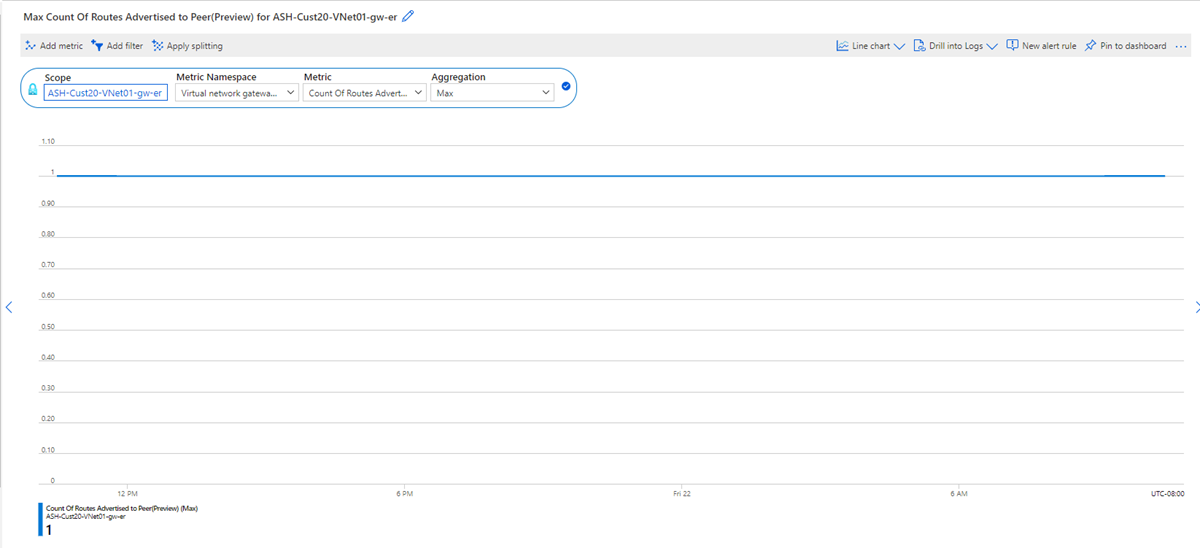 Max Count Of Routes Advertised to Peer(Preview) for ASH-Cust20-VNet01-gw-er
Add metric Add filter Apply splitting Line chart Drill into Logs New alert rule Pin to dashboard ...
Scope Metric Namespace Metric Aggregation
ASH-Cust20-VNet01-gw-er Virtual network gatewa... Count Of Routes Advert... Max
1.10
1
0.90
0.80
0.70
0.60
0.50
0.40
0.30
0.20
0.10
0
12 PM 6 PM Fri 22 6 AM UTC-08:00
Count Of Routes Advertised to Peer(Preview) (Max)
ASH-Cust20-VNet01-gw-er
1